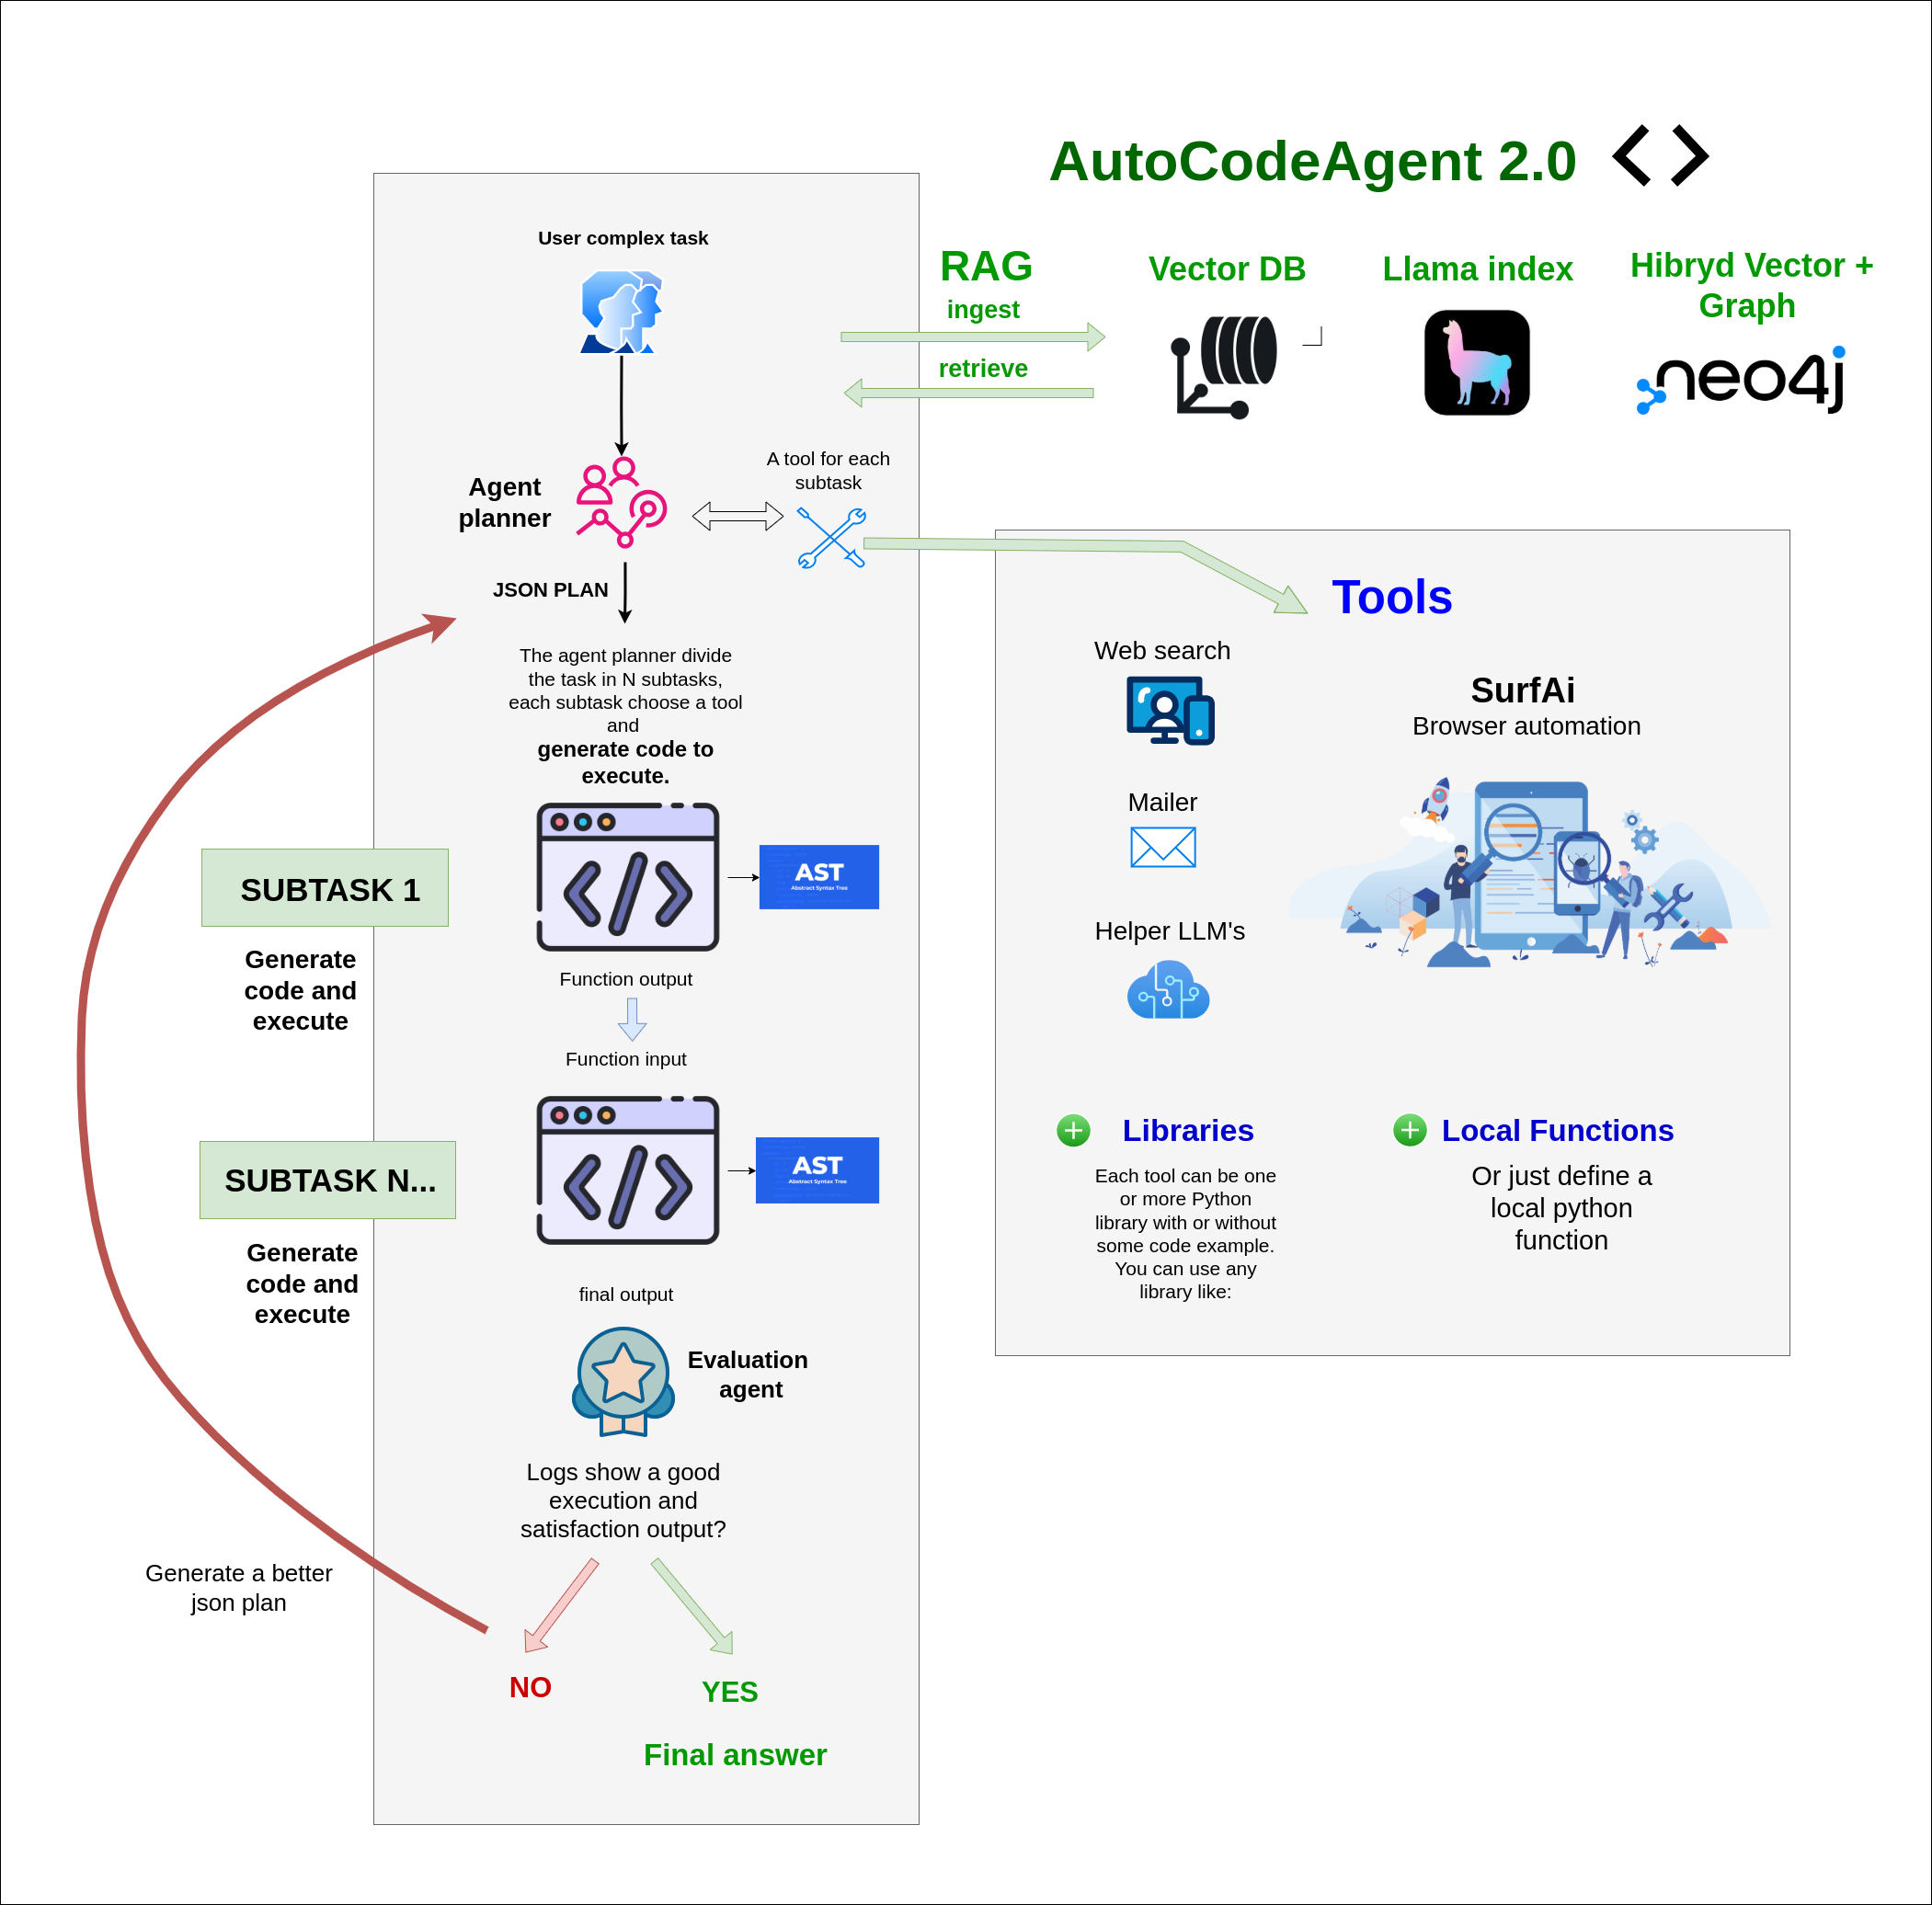 AutoCodeAgent 2.0
User complex task
RAG
ingest
retrieve
Vector DB
Llama index
Hibryd Vector +
Graph
neo4j
Agent
planner
A tool for each
subtask
JSON PLAN
The agent planner divide
the task in N subtasks,
each subtask choose a tool
and
generate code to
execute.
SUBTASK 1
Generate
code and
execute
AST
Abstract Syntax Tree
Function output
Function input
SUBTASK N...
Generate
code and
execute
AST
Abstract Syntax Tree
final output
Evaluation
agent
Logs show a good
execution and
satisfaction output?
Generate a better
json plan
NO
YES
Final answer
Tools
Web search
SurfAi
Browser automation
Mailer
Helper LLM's
Libraries
Each tool can be one
or more Python
library with or without
some code example.
You can use any
library like:
Local Functions
Or just define a
local python
function